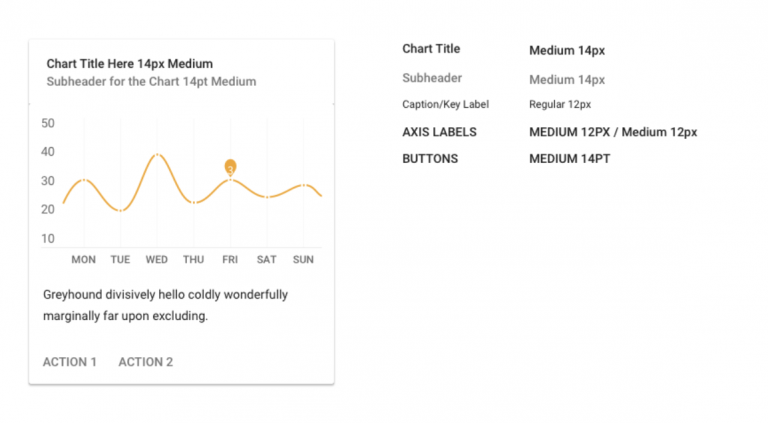 Chart Title Here 14px Medium
Subheader for the Chart 14pt Medium
50
40
30
20
10
MON TUE WED THU FRI SAT SUN
Greyhound divisively hello coldly wonderfully
marginally far upon excluding.
ACTION 1 ACTION 2
Chart Title Medium 14px
Subheader Medium 14px
Caption/Key Label Regular 12px
AXIS LABELS MEDIUM 12PX / Medium 12px
BUTTONS MEDIUM 14PT